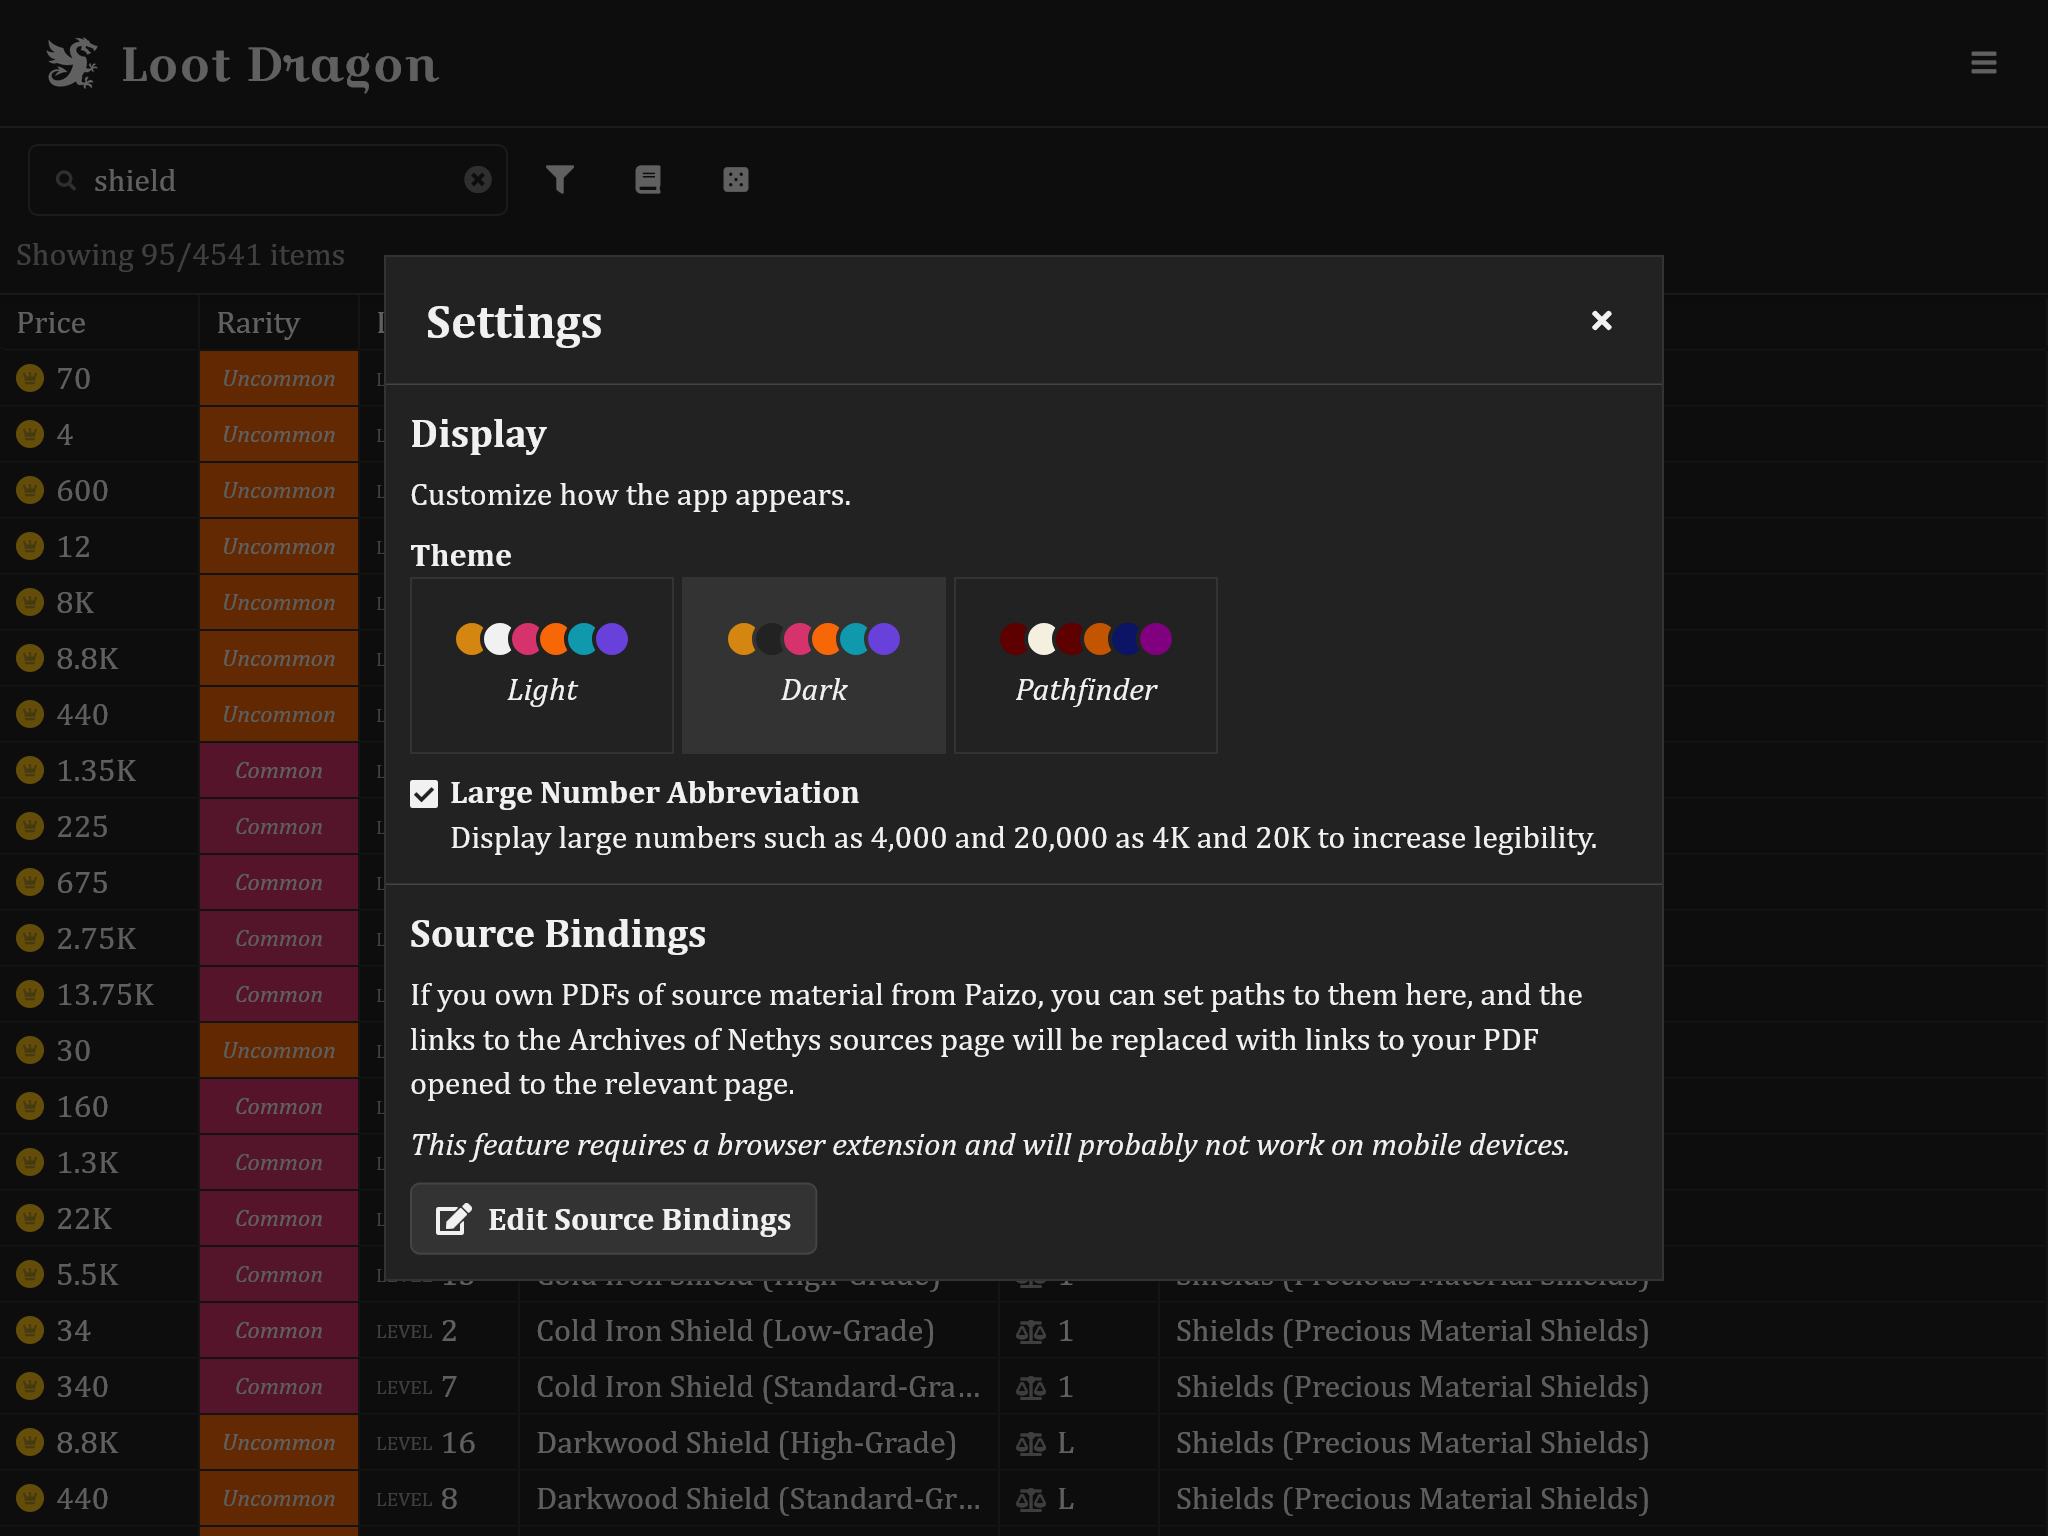 Loot Dragon
shield
Showing 95/4541 items
Price Rarity
70 Uncommon
4 Uncommon
600 Uncommon
12 Uncommon
8K Uncommon
8.8K Uncommon
440 Uncommon
1.35K Common
225 Common
675 Common
2.75K Common
13.75K Common
30 Uncommon
160 Common
1.3K Common
22K Common
5.5K Common
34 Common LEVEL 2 Cold Iron Shield (Low-Grade) 1 Shields (Precious Material Shields)
340 Common LEVEL 7 Cold Iron Shield (Standard-Gra... 1 Shields (Precious Material Shields)
8.8K Uncommon LEVEL 16 Darkwood Shield (High-Grade) L Shields (Precious Material Shields)
440 Uncommon LEVEL 8 Darkwood Shield (Standard-Gr... L Shields (Precious Material Shields)
Settings
Display
Customize how the app appears.
Theme
Light Dark Pathfinder
Large Number Abbreviation
Display large numbers such as 4,000 and 20,000 as 4K and 20K to increase legibility.
Source Bindings
If you own PDFs of source material from Paizo, you can set paths to them here, and the
links to the Archives of Nethys sources page will be replaced with links to your PDF
opened to the relevant page.
This feature requires a browser extension and will probably not work on mobile devices.
Edit Source Bindings